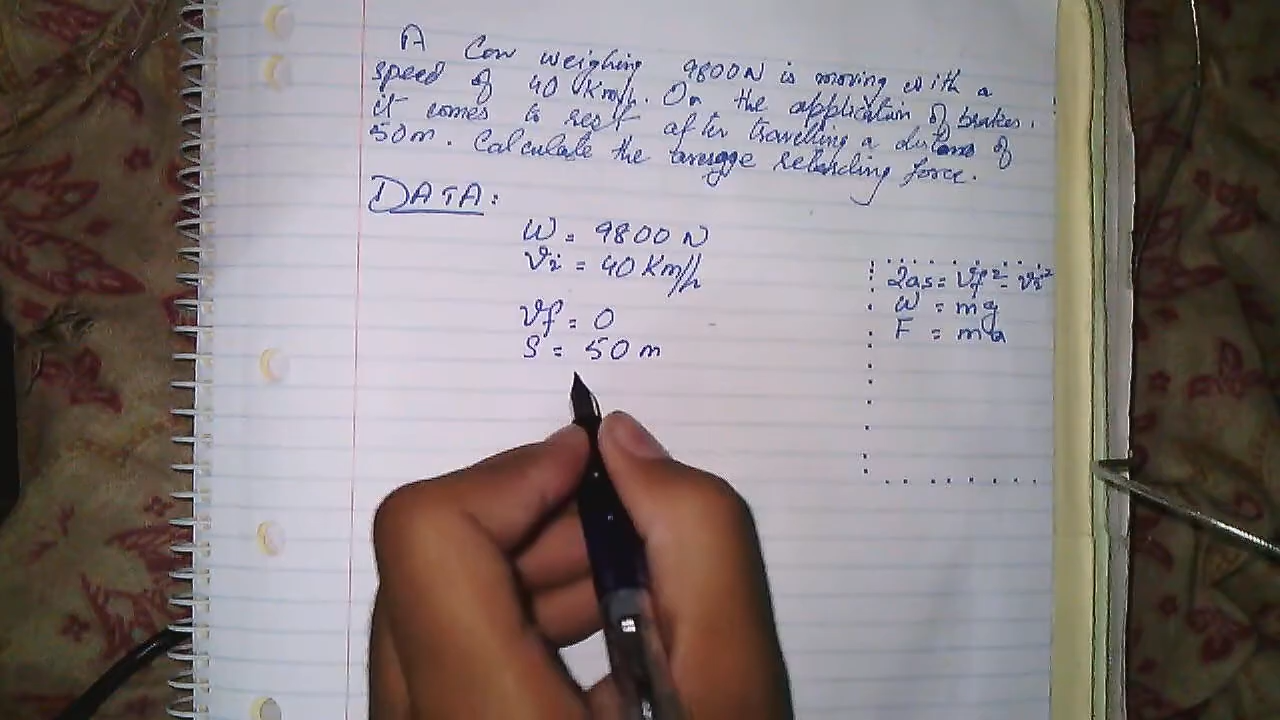 A Car weighing 9800N is moving with a
speed of 40 Km/h. On the application of brakes.
it comes to rest after travelling a distance of
50m. Calculate the average retarding force.
DATA:
W = 9800 N
Vi = 40 Km/h
Vf = 0
S = 50 m
2as = Vf² - Vi²
W = mg
F = ma